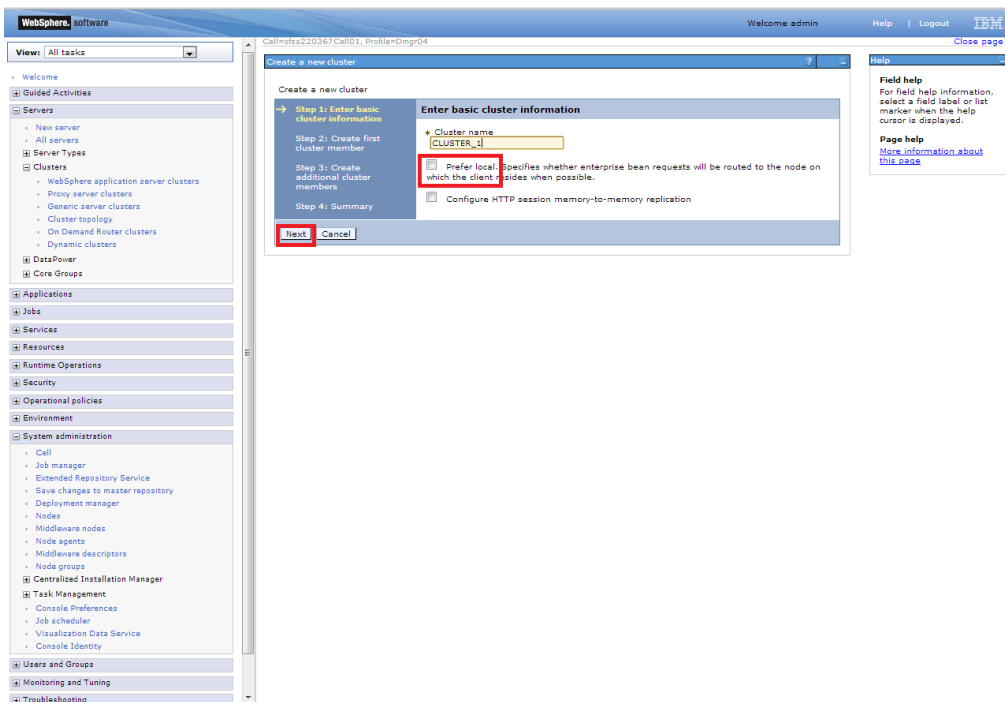 WebSphere. software
Welcome admin
Help | Logout
IBM
View: All tasks
Cell=ofss220367Cell01, Profile=Dmgr04
Close page
Welcome
Guided Activities
Servers
New server
All servers
Server Types
Clusters
WebSphere application server clusters
Proxy server clusters
Generic server clusters
Cluster topology
On Demand Router clusters
Dynamic clusters
DataPower
Core Groups
Applications
Jobs
Services
Resources
Runtime Operations
Security
Operational policies
Environment
System administration
Cell
Job manager
Extended Repository Service
Save changes to master repository
Deployment manager
Nodes
Middleware nodes
Node agents
Middleware descriptors
Node groups
Centralized Installation Manager
Task Management
Console Preferences
Job scheduler
Visualization Data Service
Console Identity
Users and Groups
Monitoring and Tuning
Troubleshooting
Create a new cluster
?
Create a new cluster
Step 1: Enter basic
cluster information
Step 2: Create first
cluster member
Step 3: Create
additional cluster
members
Step 4: Summary
Enter basic cluster information
* Cluster name
CLUSTER_1
Prefer local. Specifies whether enterprise bean requests will be routed to the node on
which the client resides when possible.
Configure HTTP session memory-to-memory replication
Next Cancel
Help
Field help
For field help information,
select a field label or list
marker when the help
cursor is displayed.
Page help
More information about
this page